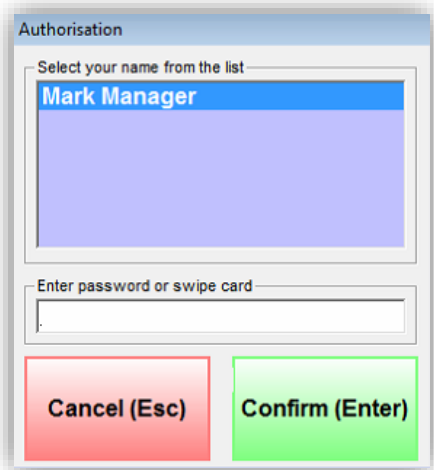 Authorisation
Select your name from the list
Mark Manager
Enter password or swipe card
.
Cancel (Esc)
Confirm (Enter)